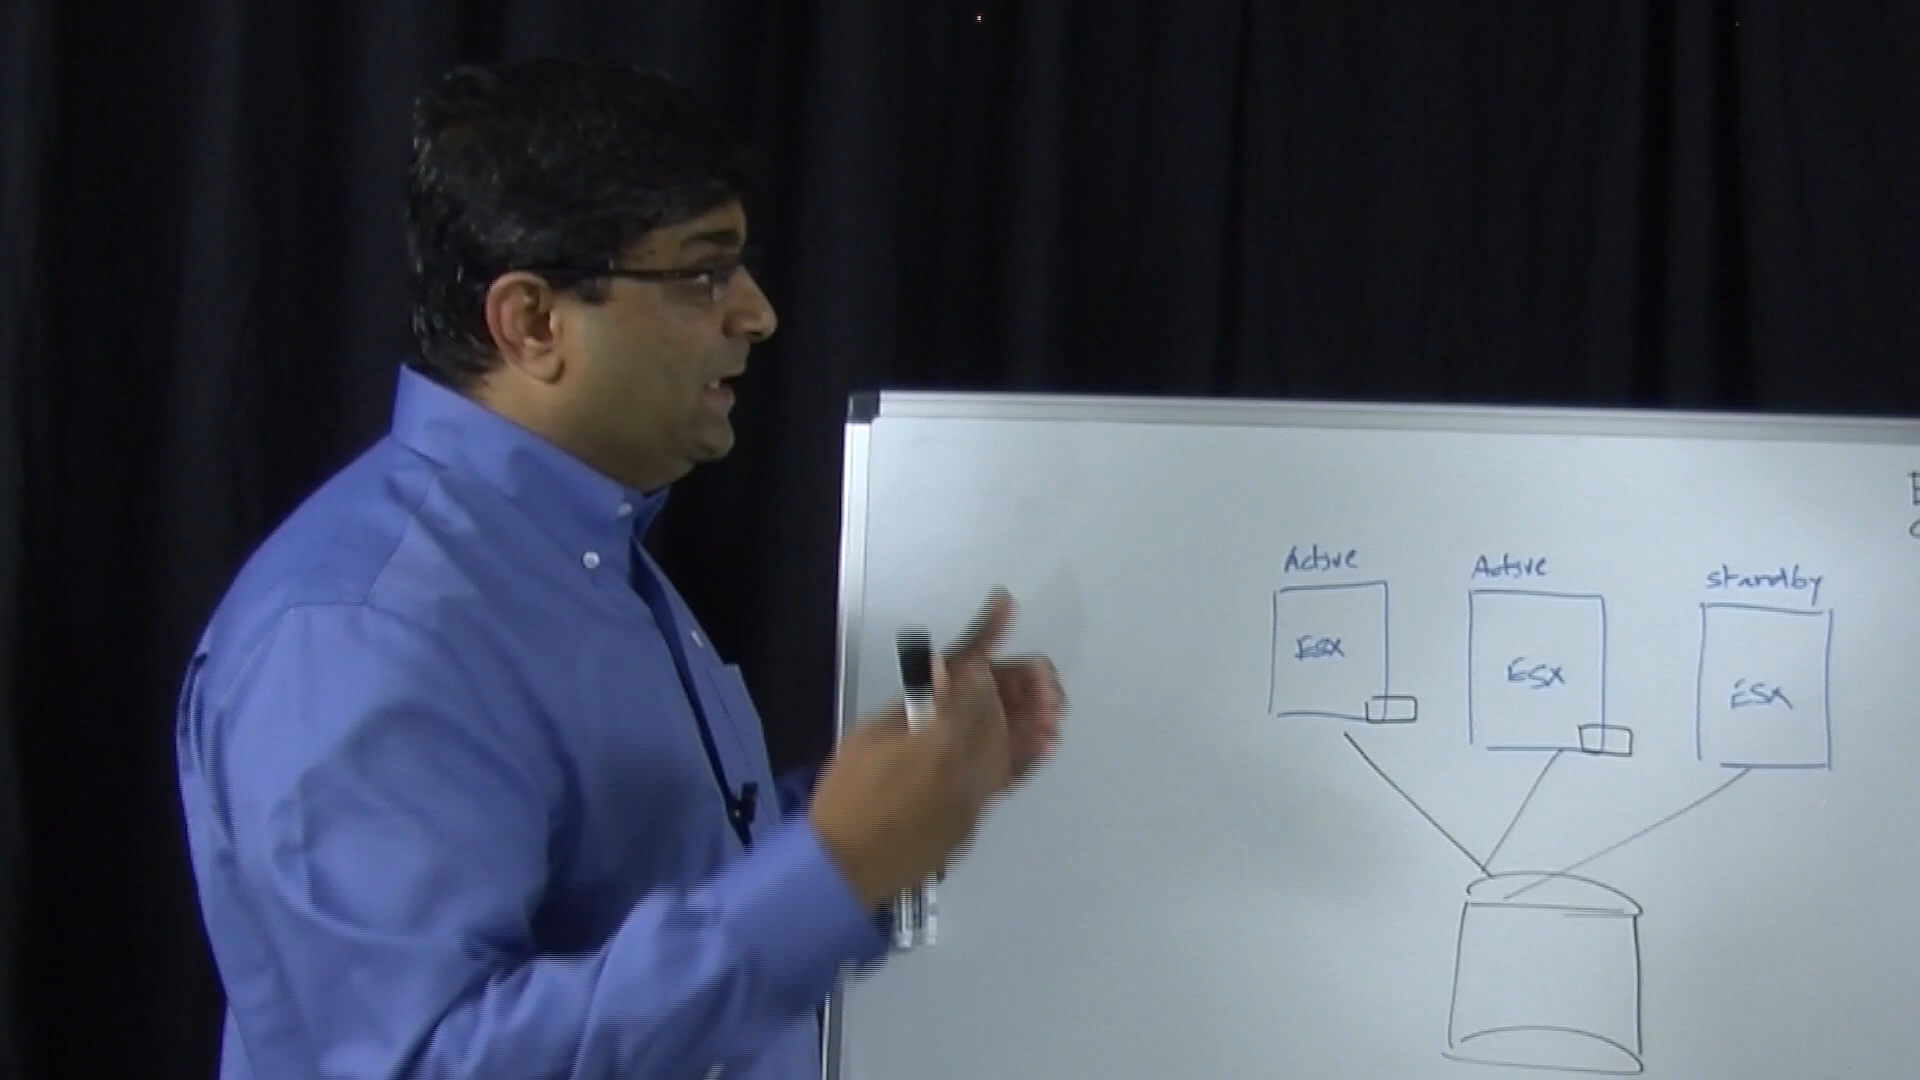 Active
Active
standby
ESX
ESX
ESX